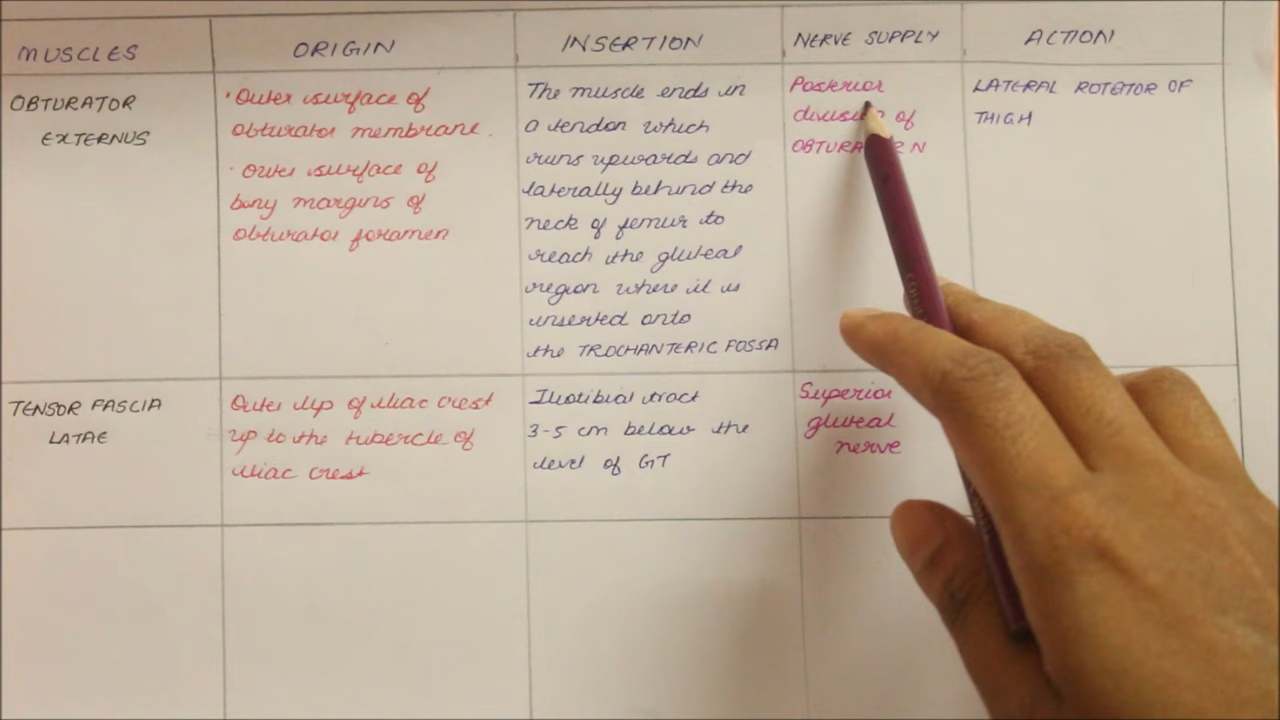 MUSCLES ORIGIN INSERTION NERVE SUPPLY ACTION
OBTURATOR
EXTERNUS
• Outer surface of
obturator membrane.
• Outer surface of
bony margins of
obturator foramen
The muscle ends in
a tendon which
runs upwards and
laterally behind the
neck of femur to
reach the gluteal
region where it is
inserted onto
the TROCHANTERIC FOSSA
Posterior
division of
N
LATERAL ROTATOR OF
THIGH
TENSOR FASCIA
LATAE
Outer lip of iliac crest
up to the tubercle of
iliac crest
Iliotibial tract
3-5 cm below the
level of GT
Superior
gluteal
nerve